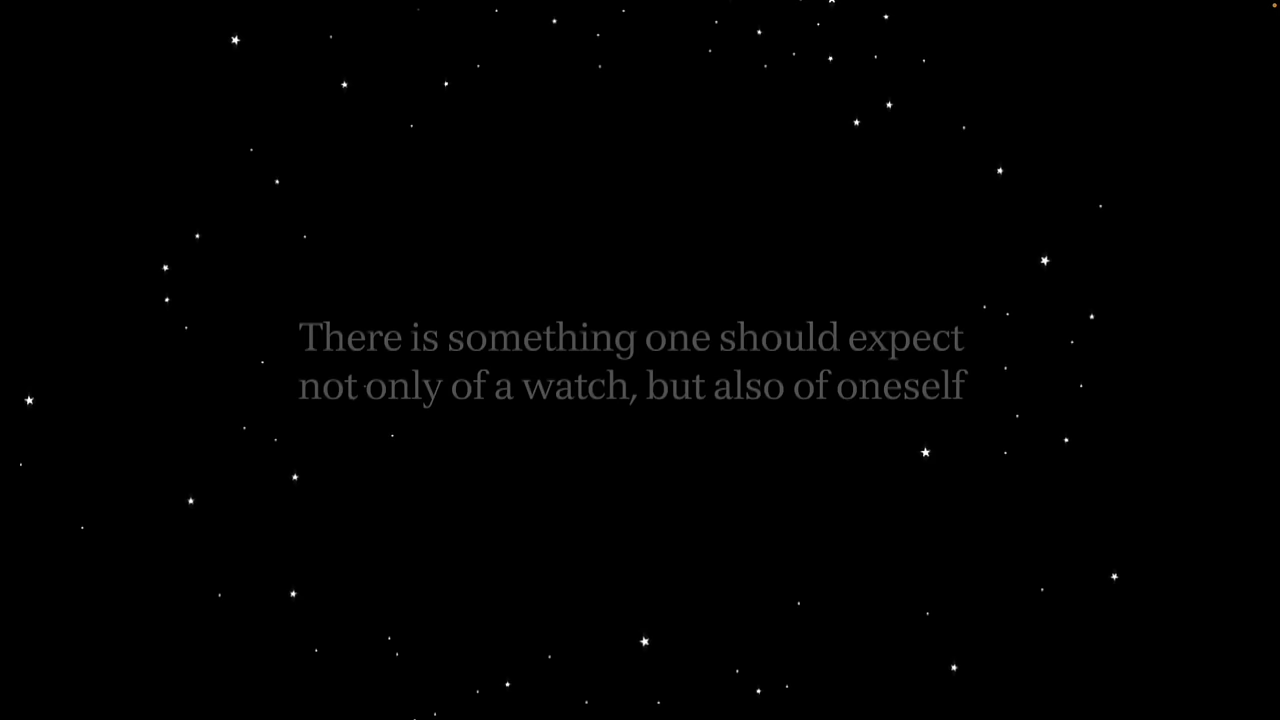 There is something one should expect
not only of a watch, but also of oneself